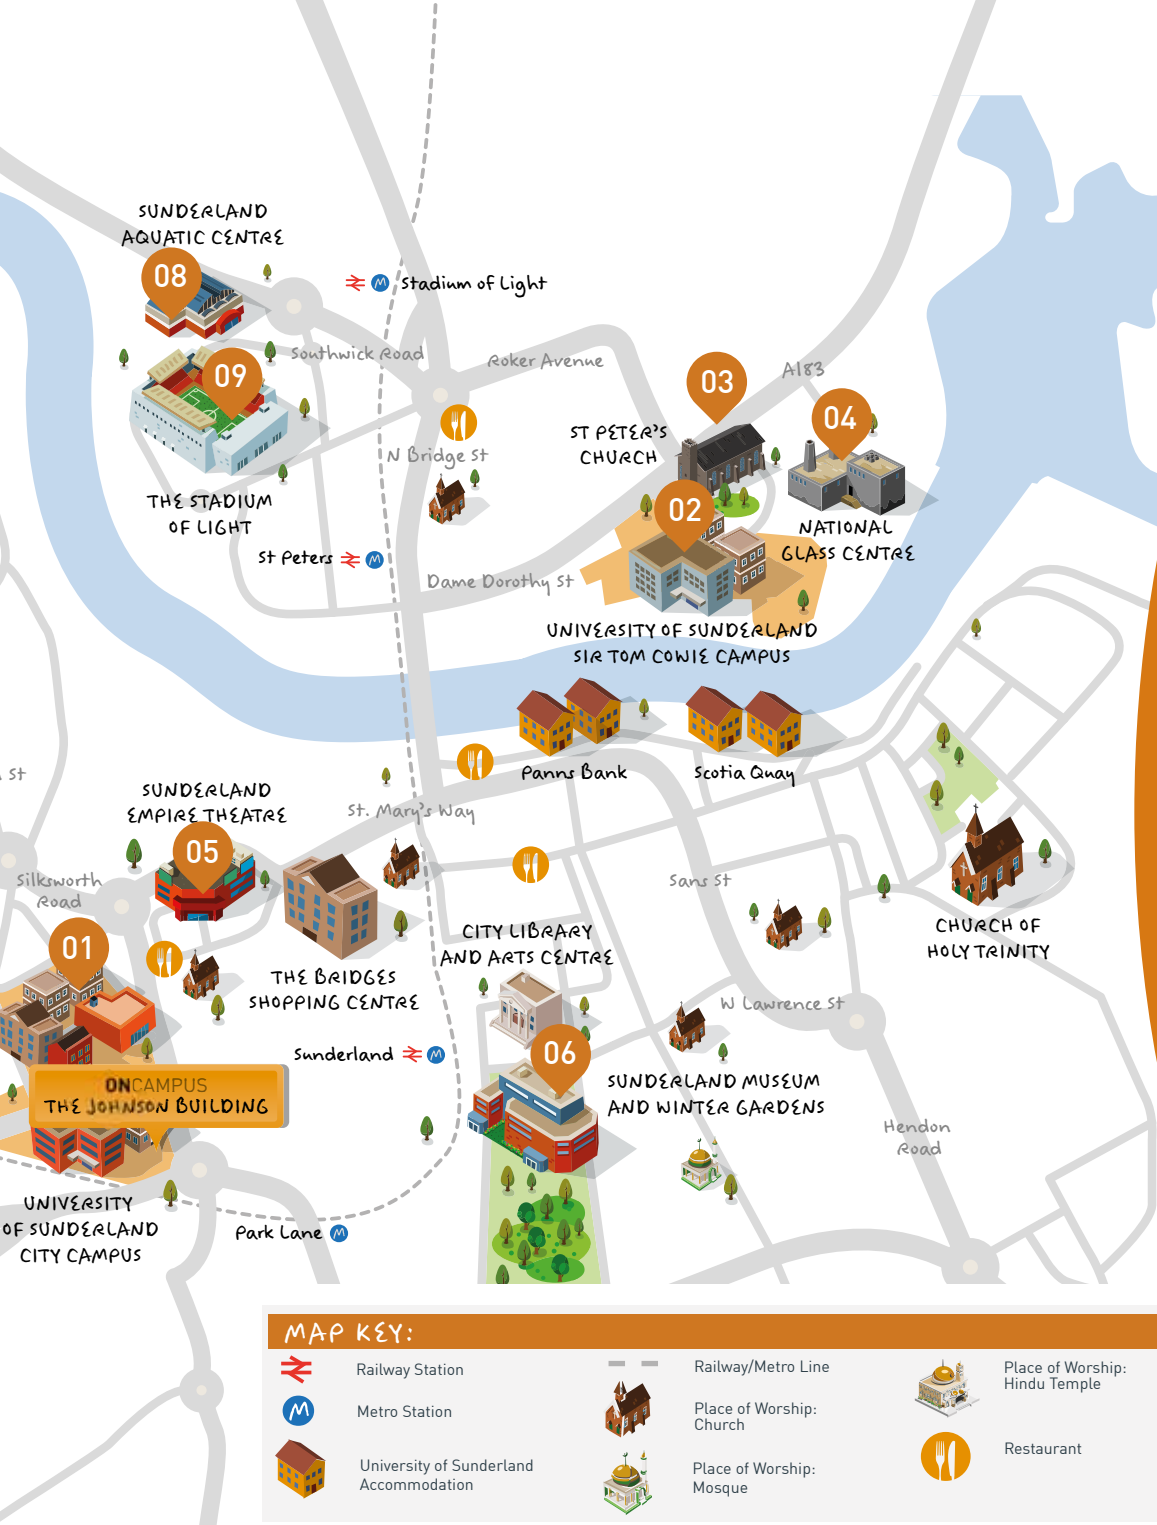 SUNDERLAND
AQUATIC CENTRE
08
Stadium of Light
Southwick Road
Roker Avenue
A183
09
03
04
N Bridge St
ST PETER'S
CHURCH
THE STADIUM
OF LIGHT
02
NATIONAL
GLASS CENTRE
St Peters
Dame Dorothy St
UNIVERSITY OF SUNDERLAND
SIR TOM COWIE CAMPUS
St
Panns Bank
Scotia Quay
SUNDERLAND
EMPIRE THEATRE
St. Mary's Way
05
Silksworth
Road
Sans St
01
CITY LIBRARY
AND ARTS CENTRE
CHURCH OF
HOLY TRINITY
THE BRIDGES
SHOPPING CENTRE
W Lawrence St
Sunderland
06
SUNDERLAND MUSEUM
AND WINTER GARDENS
ONCAMPUS
THE JOHNSON BUILDING
Hendon
Road
UNIVERSITY
OF SUNDERLAND
CITY CAMPUS
Park Lane
MAP KEY:
Railway Station
Metro Station
University of Sunderland
Accommodation
Railway/Metro Line
Place of Worship:
Church
Place of Worship:
Mosque
Place of Worship:
Hindu Temple
Restaurant